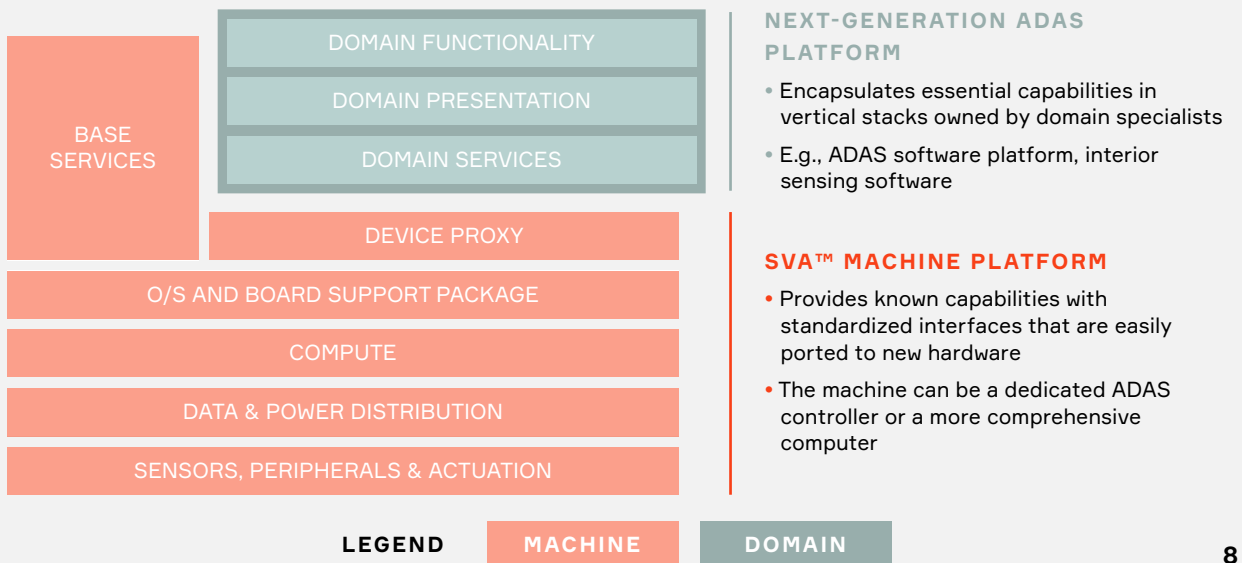 BASE
SERVICES
DOMAIN FUNCTIONALITY
DOMAIN PRESENTATION
DOMAIN SERVICES
DEVICE PROXY
O/S AND BOARD SUPPORT PACKAGE
COMPUTE
DATA & POWER DISTRIBUTION
SENSORS, PERIPHERALS & ACTUATION
NEXT-GENERATION ADAS
PLATFORM
• Encapsulates essential capabilities in
vertical stacks owned by domain specialists
• E.g., ADAS software platform, interior
sensing software
SVA™ MACHINE PLATFORM
• Provides known capabilities with
standardized interfaces that are easily
ported to new hardware
• The machine can be a dedicated ADAS
controller or a more comprehensive
computer
LEGEND
MACHINE
DOMAIN
8